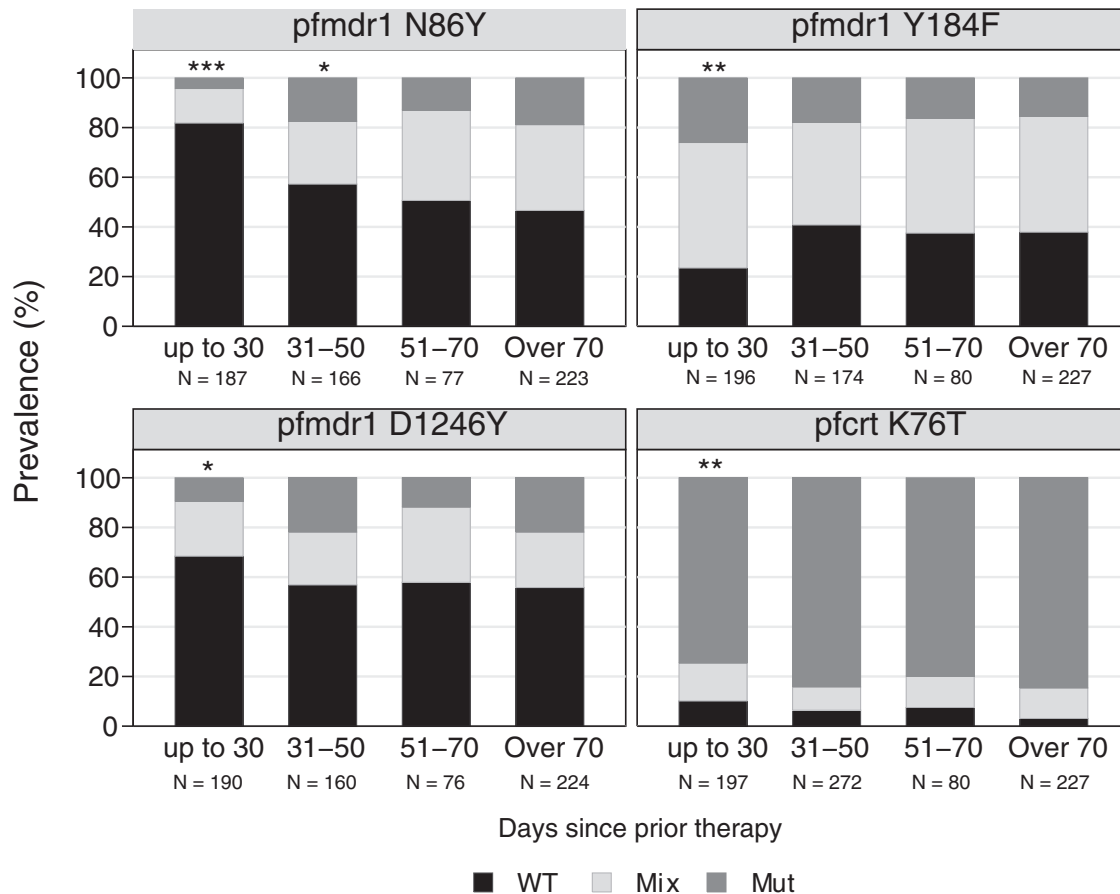 pfmdr1 N86Y
pfmdr1 Y184F
Prevalence (%)
*** *
**
100
80
60
40
20
0
up to 30 31–50 51–70 Over 70
N = 187 N = 166 N = 77 N = 223
up to 30 31–50 51–70 Over 70
N = 196 N = 174 N = 80 N = 227
pfmdr1 D1246Y
pfcrt K76T
*
**
100
80
60
40
20
0
up to 30 31–50 51–70 Over 70
N = 190 N = 160 N = 76 N = 224
up to 30 31–50 51–70 Over 70
N = 197 N = 272 N = 80 N = 227
Days since prior therapy
WT Mix Mut